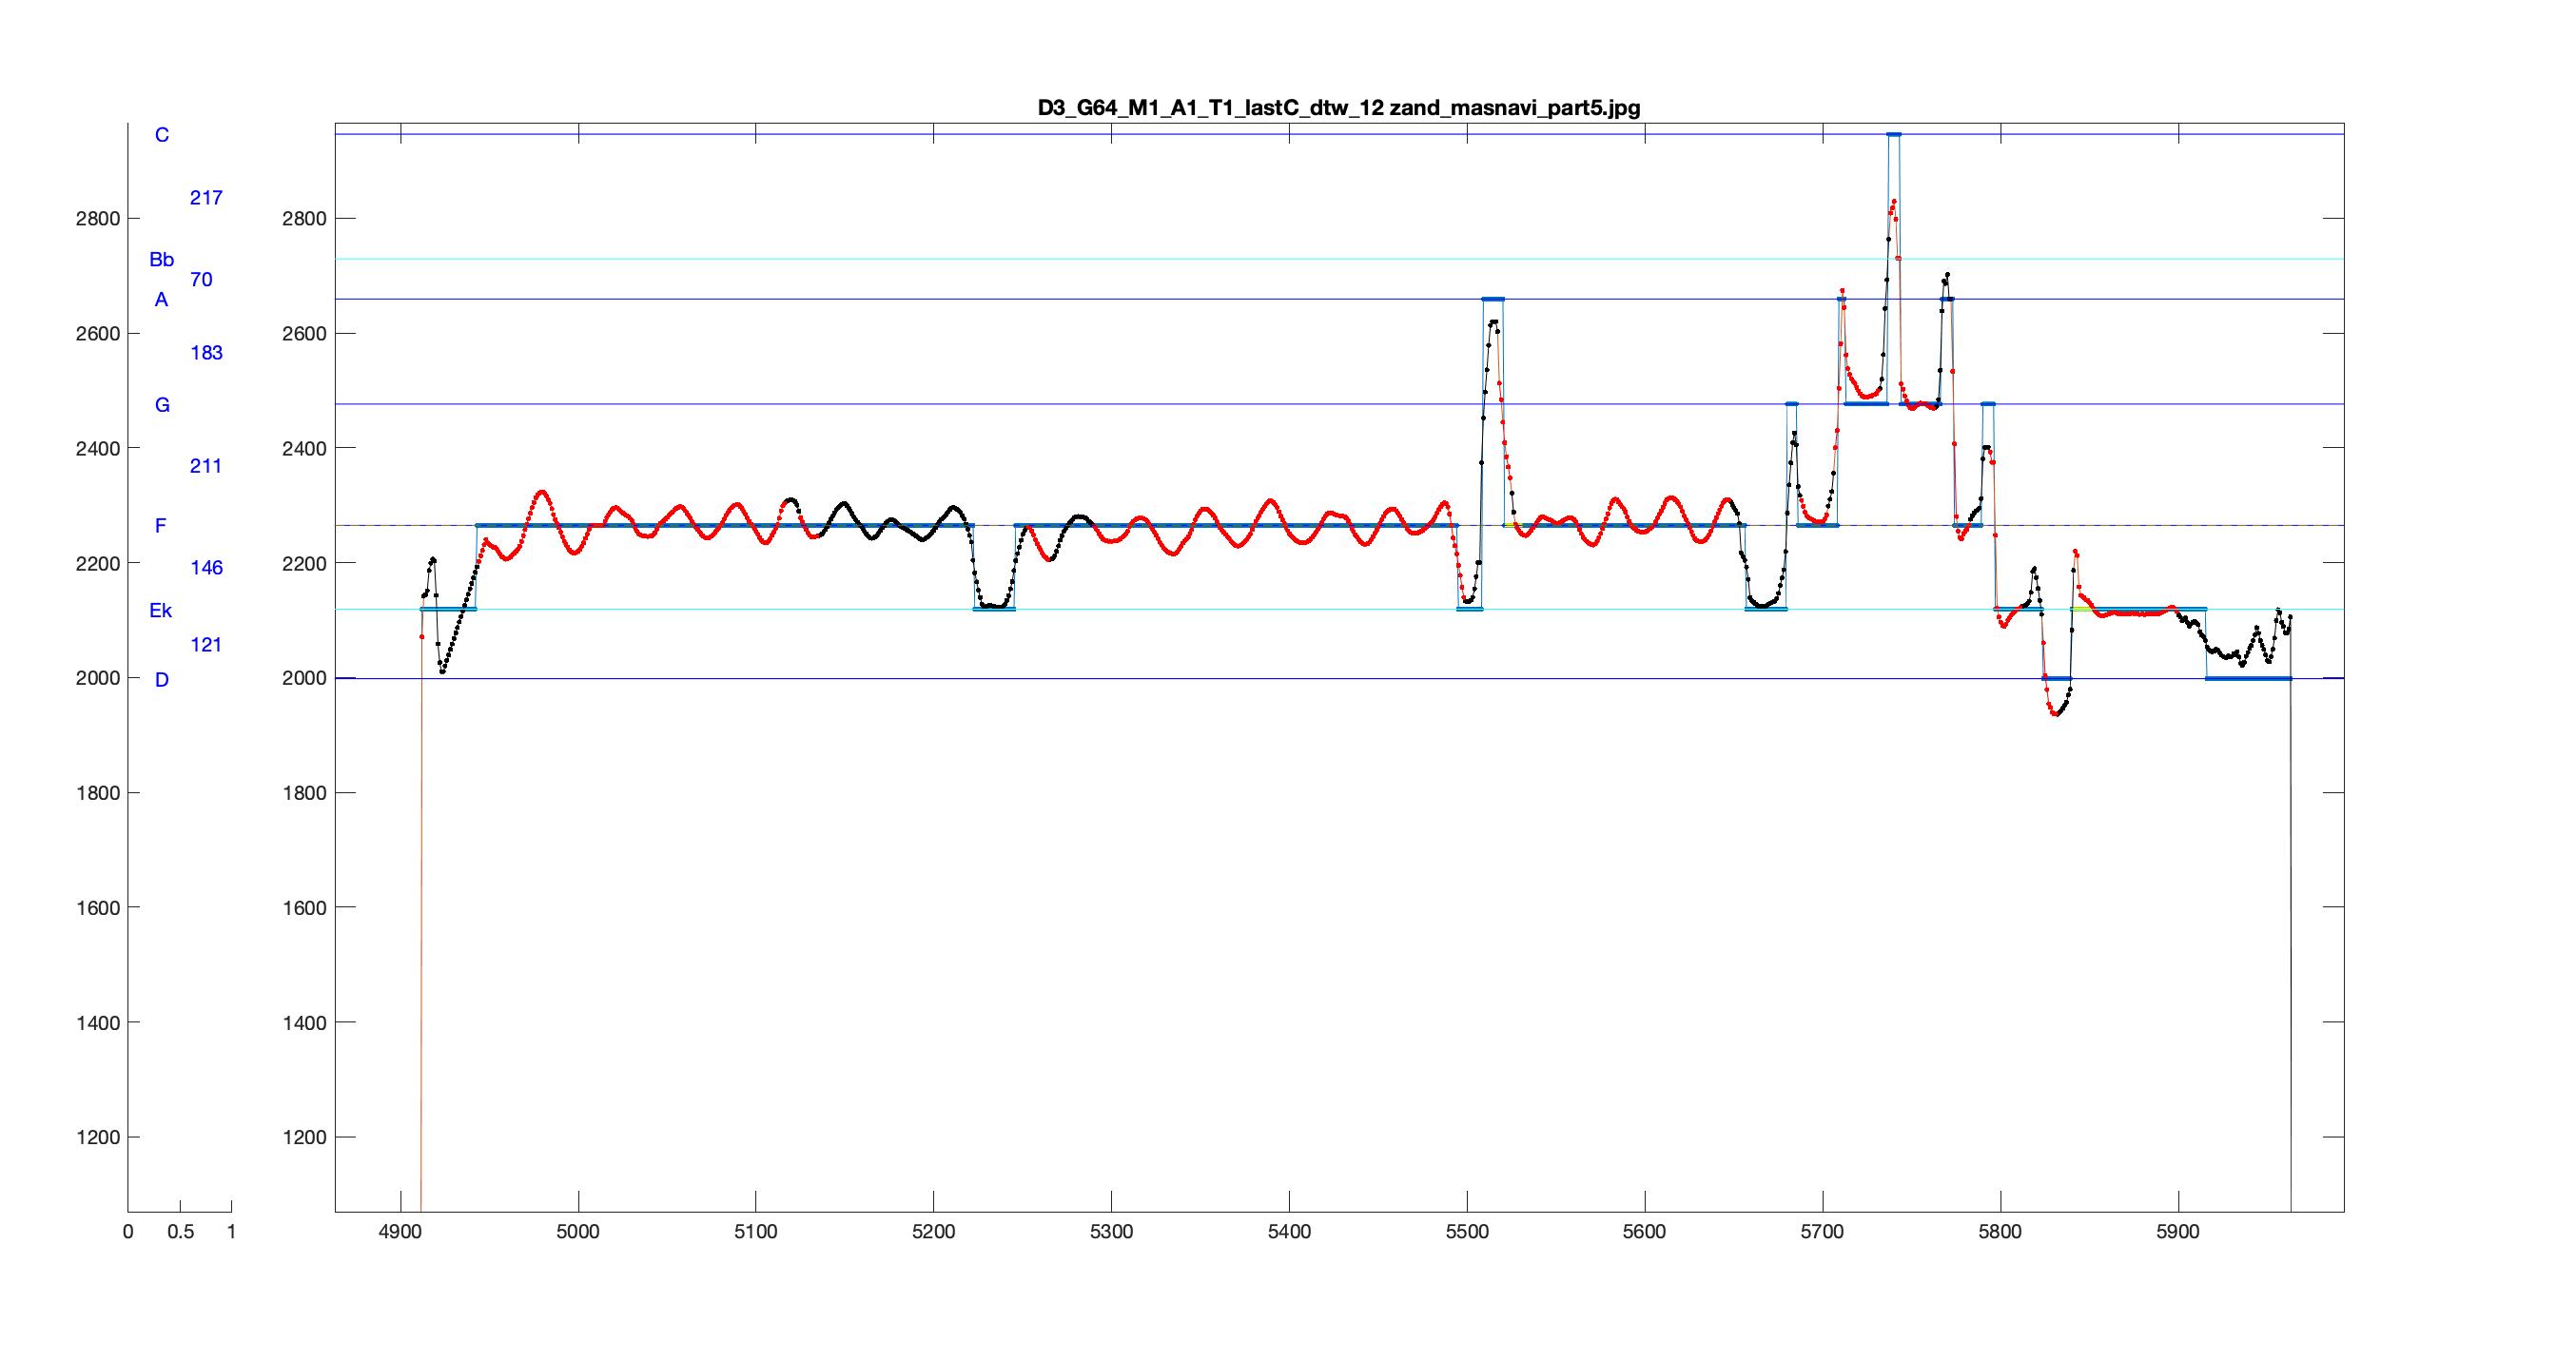 D3_G64_M1_A1_T1_lastC_dtw_12 zand_masnavi_part5.jpg
C
217
2800 2800
Bb
70
A
2600 2600
183
G
2400 2400
211
F
2200 146 2200
Ek
121
2000 D 2000
1800 1800
1600 1600
1400 1400
1200 1200
0 0.5 1 4900 5000 5100 5200 5300 5400 5500 5600 5700 5800 5900